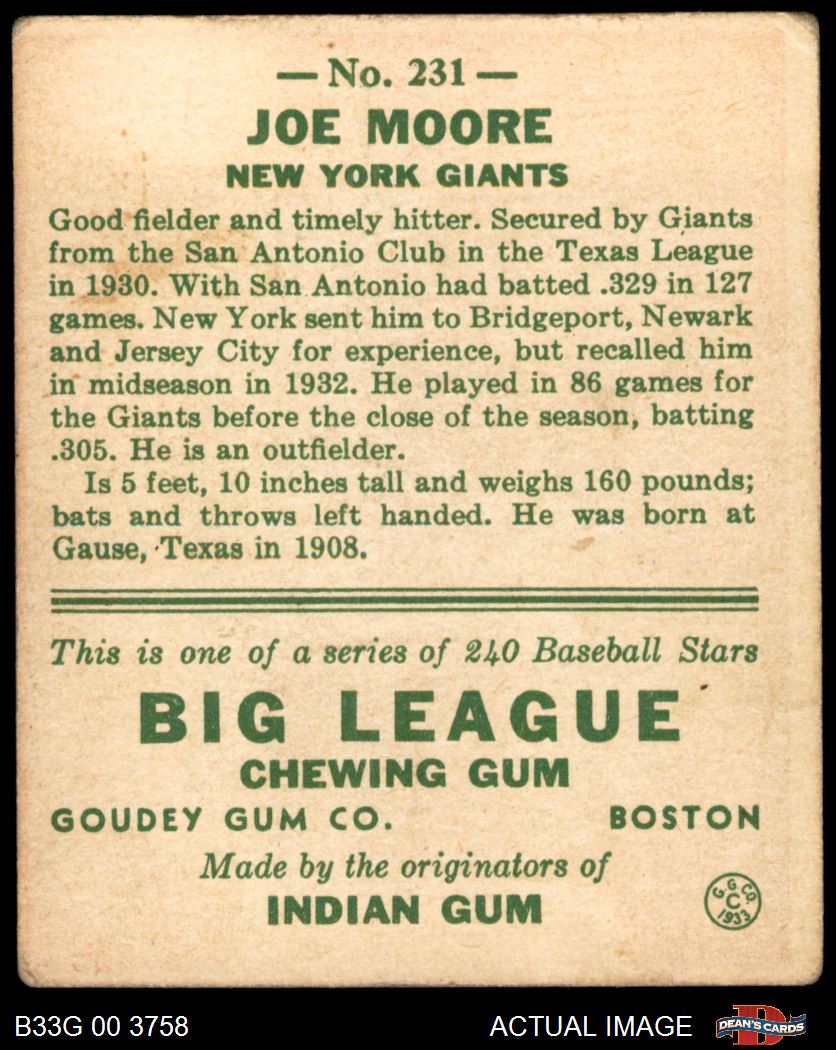 — No. 231 —
JOE MOORE
NEW YORK GIANTS
Good fielder and timely hitter. Secured by Giants
from the San Antonio Club in the Texas League
in 1930. With San Antonio had batted .329 in 127
games. New York sent him to Bridgeport, Newark
and Jersey City for experience, but recalled him
in midseason in 1932. He played in 86 games for
the Giants before the close of the season, batting
.305. He is an outfielder.
Is 5 feet, 10 inches tall and weighs 160 pounds;
bats and throws left handed. He was born at
Gause, Texas in 1908.
This is one of a series of 240 Baseball Stars
BIG LEAGUE
CHEWING GUM
GOUDEY GUM CO. BOSTON
Made by the originators of
INDIAN GUM
G. G. CO.
C
1933
B33G 00 3758 ACTUAL IMAGE D DEAN'S CARDS